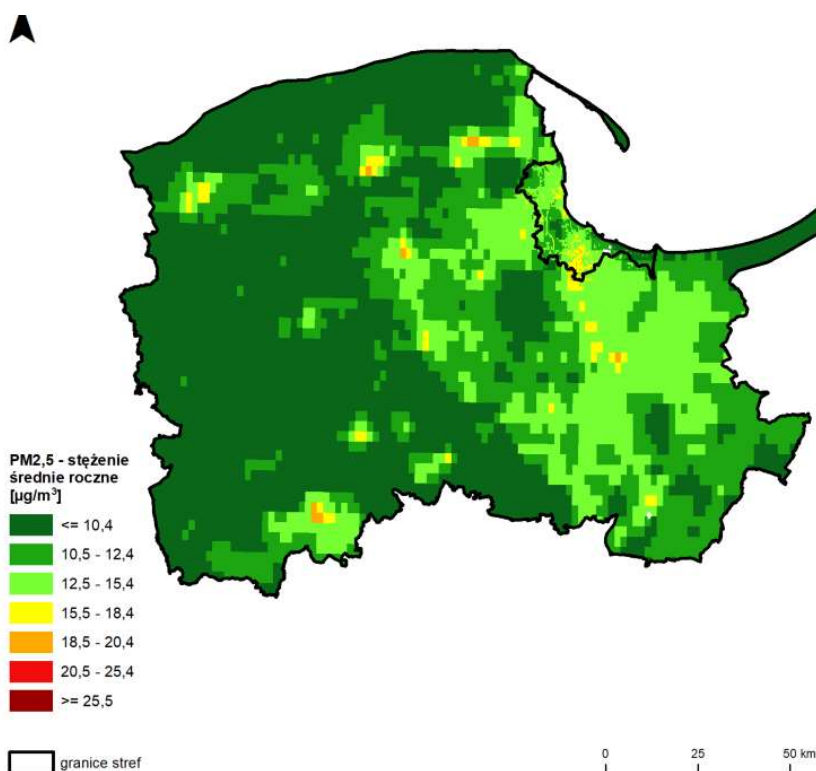 PM2,5 - stężenie
średnie roczne
[µg/m³]
<= 10,4
10,5 - 12,4
12,5 - 15,4
15,5 - 18,4
18,5 - 20,4
20,5 - 25,4
>= 25,5
granice stref
0 25 50 km